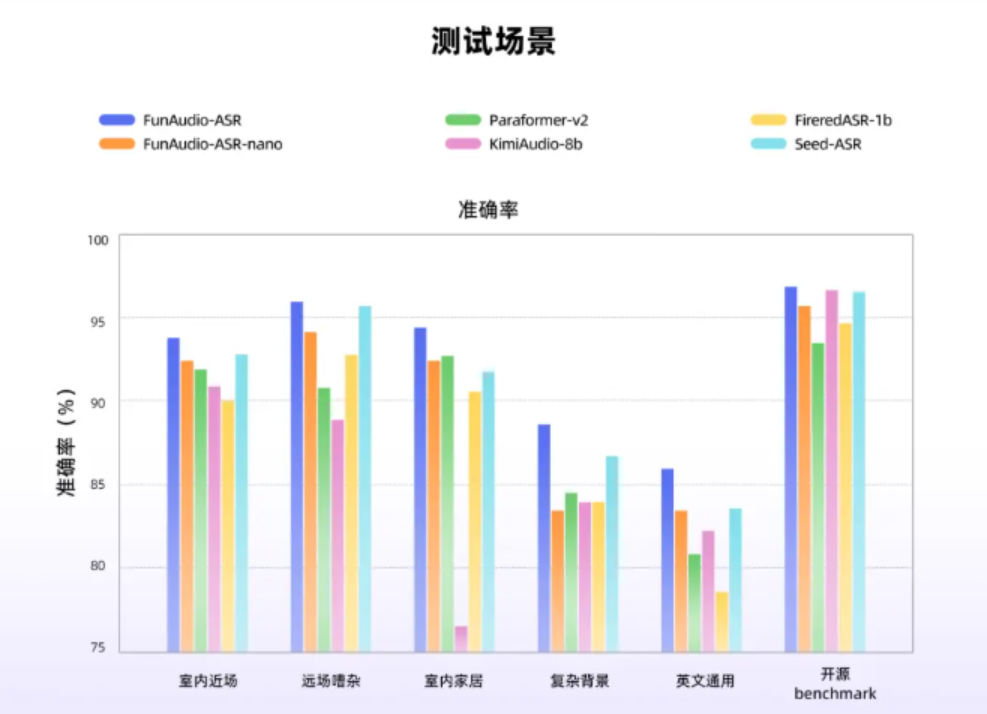 测试场景
FunAudio-ASR
Paraformer-v2
FireredASR-1b
FunAudio-ASR-nano
KimiAudio-8b
Seed-ASR
准确率
准确率（%）
100
95
90
85
80
75
室内近场
远场嘈杂
室内家居
复杂背景
英文通用
开源
benchmark